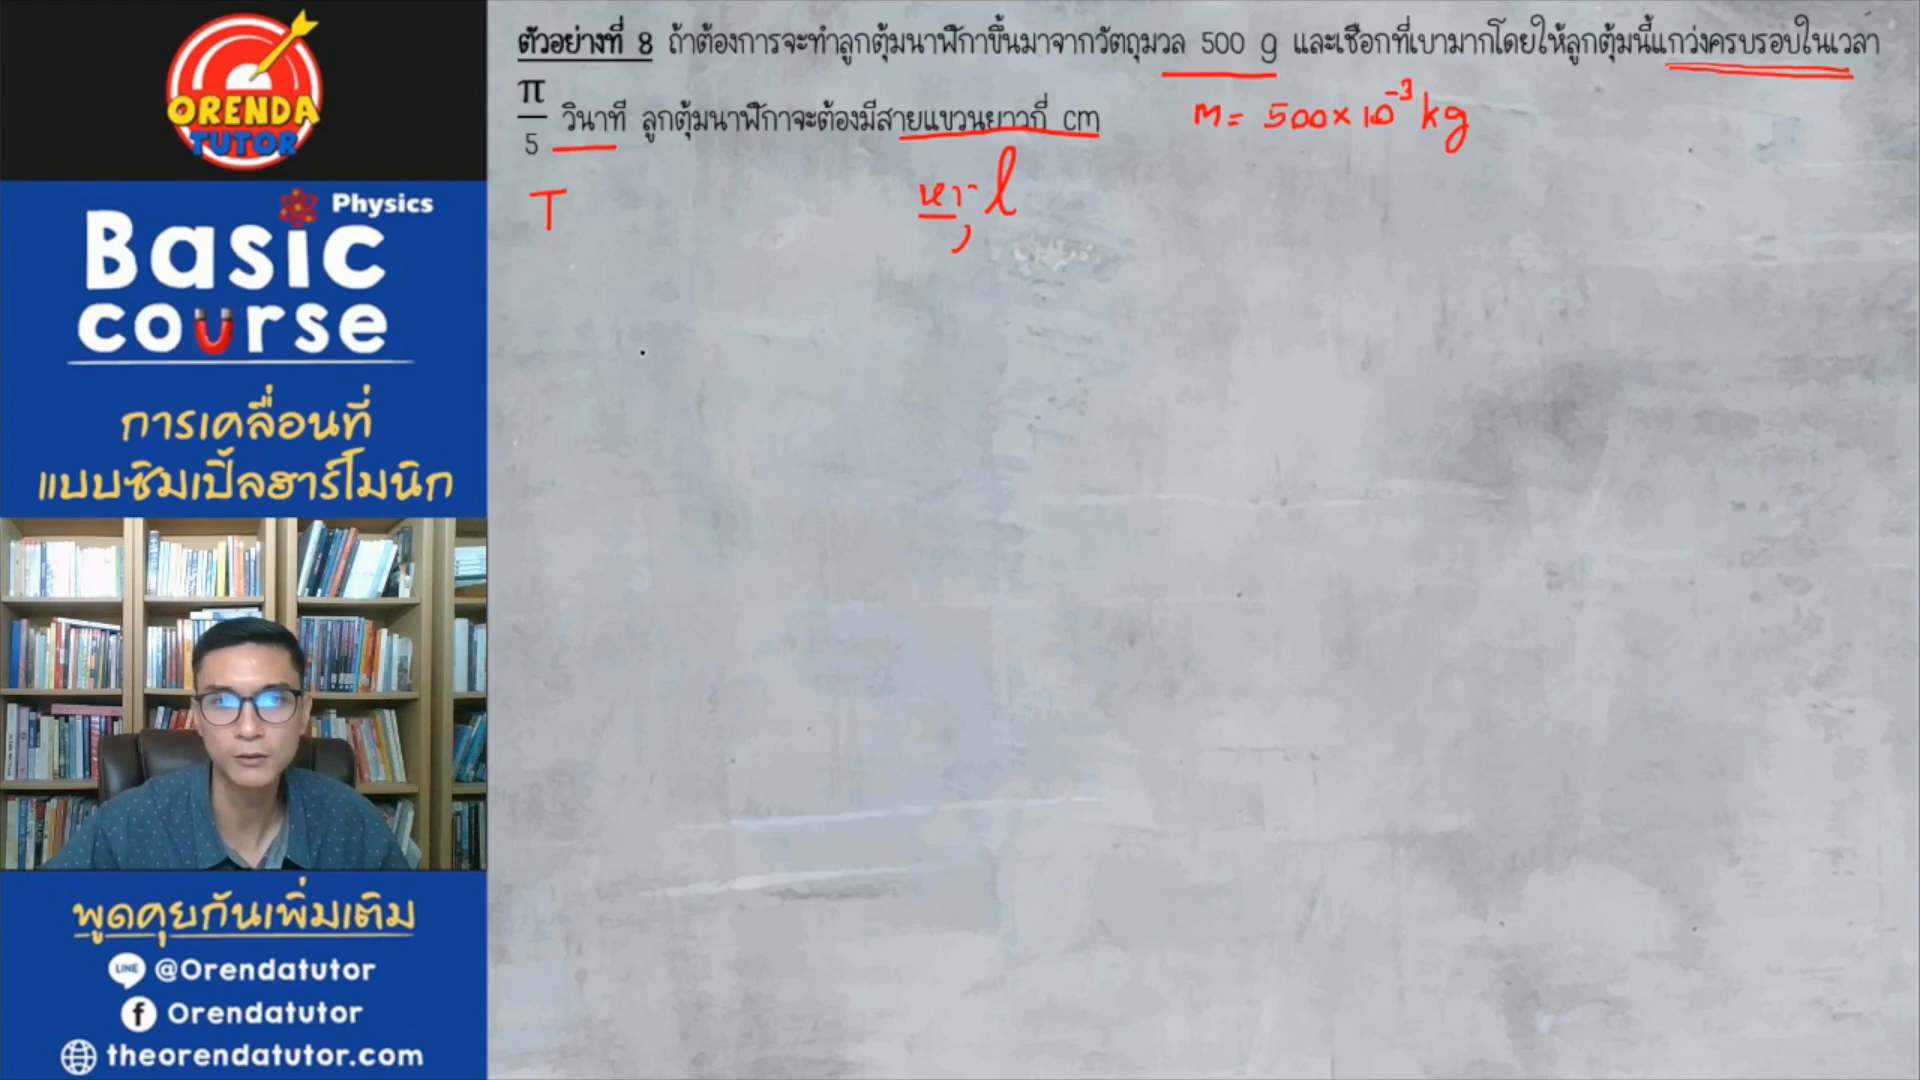 ORENDA
TUTOR
Physics
Basic
course
การเคลื่อนที่
แบบซิมเปิ้ลฮาร์โมนิก
พูดคุยกันเพิ่มเติม
LINE @Orendatutor
f Orendatutor
theorendatutor.com
ตัวอย่างที่ 8 ถ้าต้องการจะทำลูกตุ้มนาฬิกาขึ้นมาจากวัตถุมวล 500 g และเชือกที่เบามากโดยให้ลูกตุ้มนี้แกว่งครบรอบในเวลา
π/5 วินาที ลูกตุ้มนาฬิกาจะต้องมีสายแขวนยาวกี่ cm
m = 500×10⁻³ kg
T
หา l